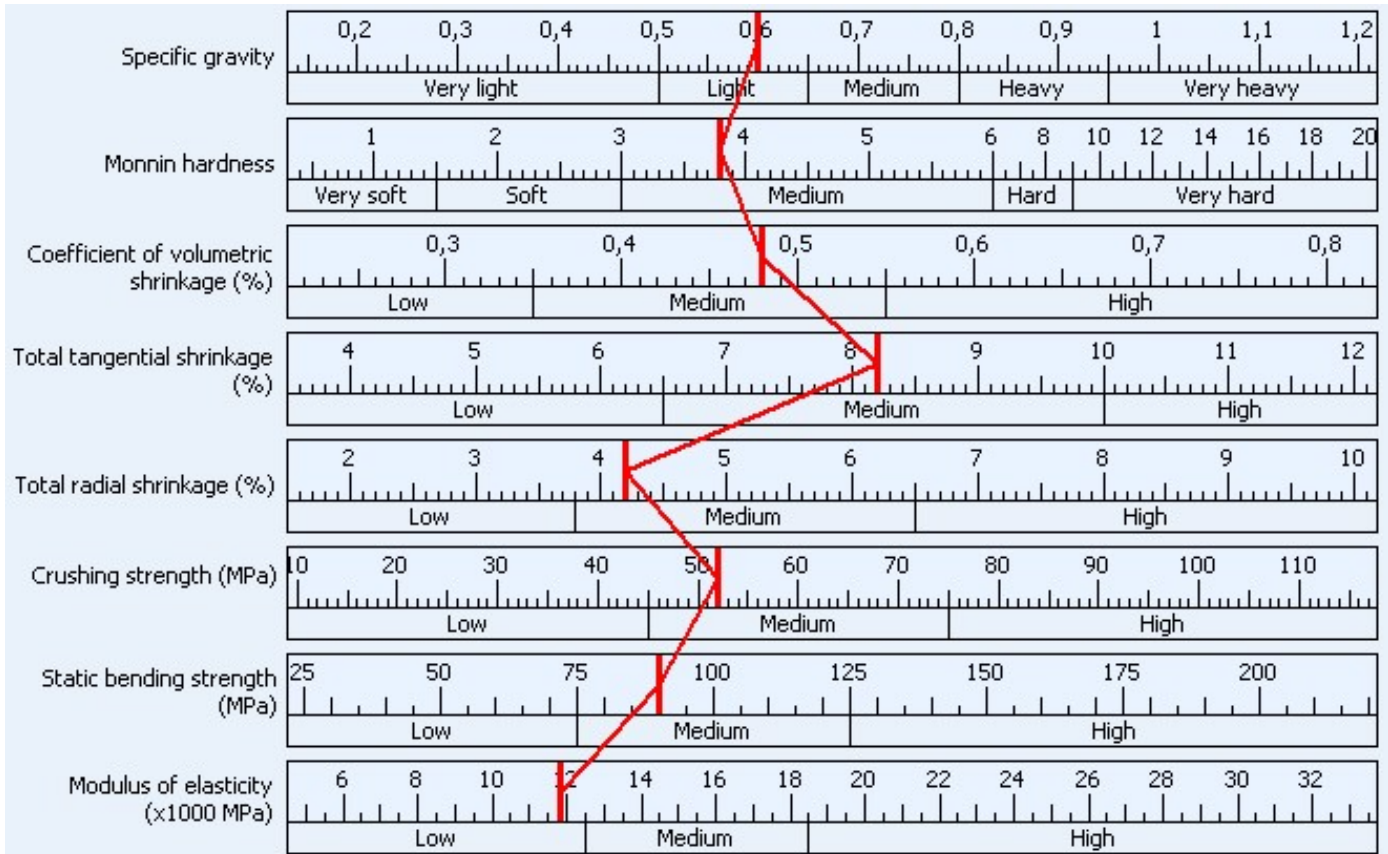 0,2 0,3 0,4 0,5 0,6 0,7 0,8 0,9 1 1,1 1,2
Specific gravity
Very light Light Medium Heavy Very heavy
1 2 3 4 5 6 8 10 12 14 16 18 20
Monnin hardness
Very soft Soft Medium Hard Very hard
0,3 0,4 0,5 0,6 0,7 0,8
Coefficient of volumetric
shrinkage (%)
Low Medium High
4 5 6 7 8 9 10 11 12
Total tangential shrinkage
(%)
Low Medium High
2 3 4 5 6 7 8 9 10
Total radial shrinkage (%)
Low Medium High
10 20 30 40 50 60 70 80 90 100 110
Crushing strength (MPa)
Low Medium High
25 50 75 100 125 150 175 200
Static bending strength
(MPa)
Low Medium High
6 8 10 12 14 16 18 20 22 24 26 28 30 32
Modulus of elasticity
(x1000 MPa)
Low Medium High